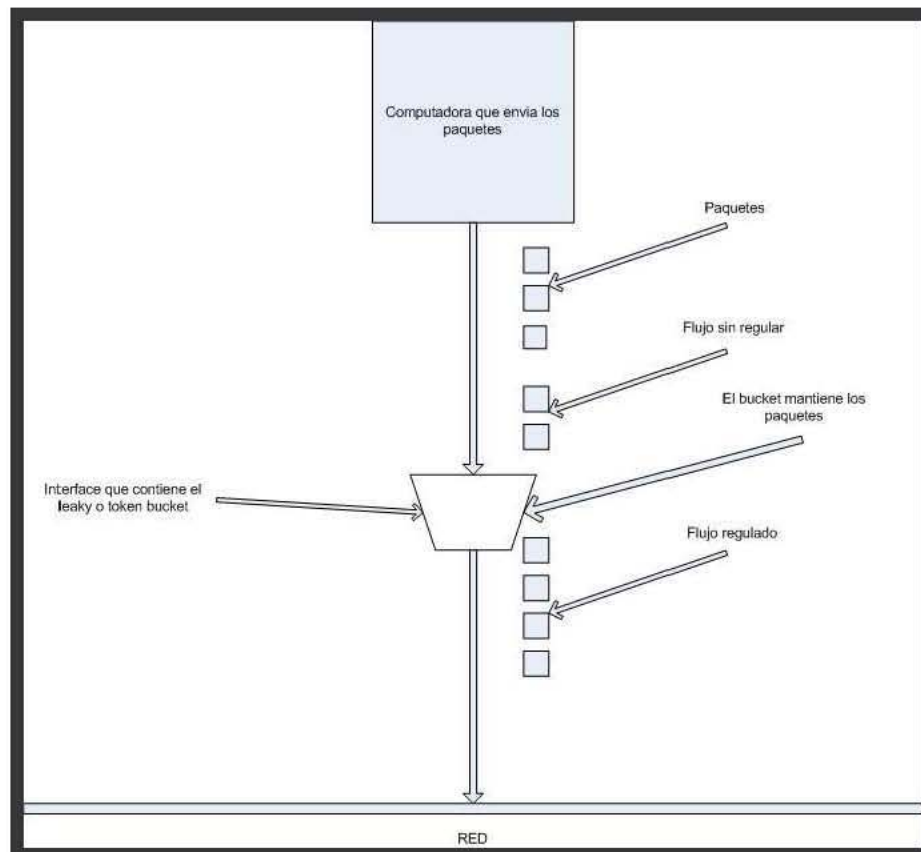 Computadora que envia los
paquetes
Paquetes
Flujo sin regular
El bucket mantiene los
paquetes
Interface que contiene el
leaky o token bucket
Flujo regulado
RED